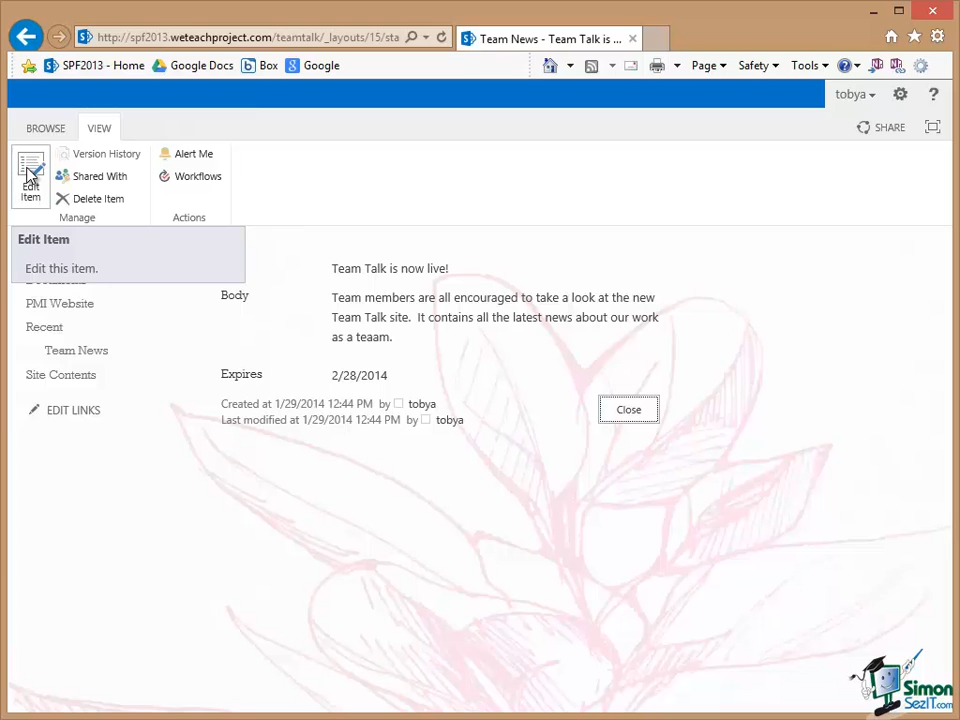 http://spf2013.weteachproject.com/teamtalk/_layouts/15/sta
Team News - Team Talk is ...
SPF2013 - Home
Google Docs
Box
Google
Page
Safety
Tools
tobya
BROWSE
VIEW
SHARE
Edit
Item
Version History
Shared With
Delete Item
Manage
Alert Me
Workflows
Actions
Edit Item
Edit this item.
Team Talk is now live!
Body
Team members are all encouraged to take a look at the new
Team Talk site. It contains all the latest news about our work
as a teaam.
PMI Website
Recent
Team News
Site Contents
EDIT LINKS
Expires
2/28/2014
Created at 1/29/2014 12:44 PM by tobya
Last modified at 1/29/2014 12:44 PM by tobya
Close
Simon
SezIT.com